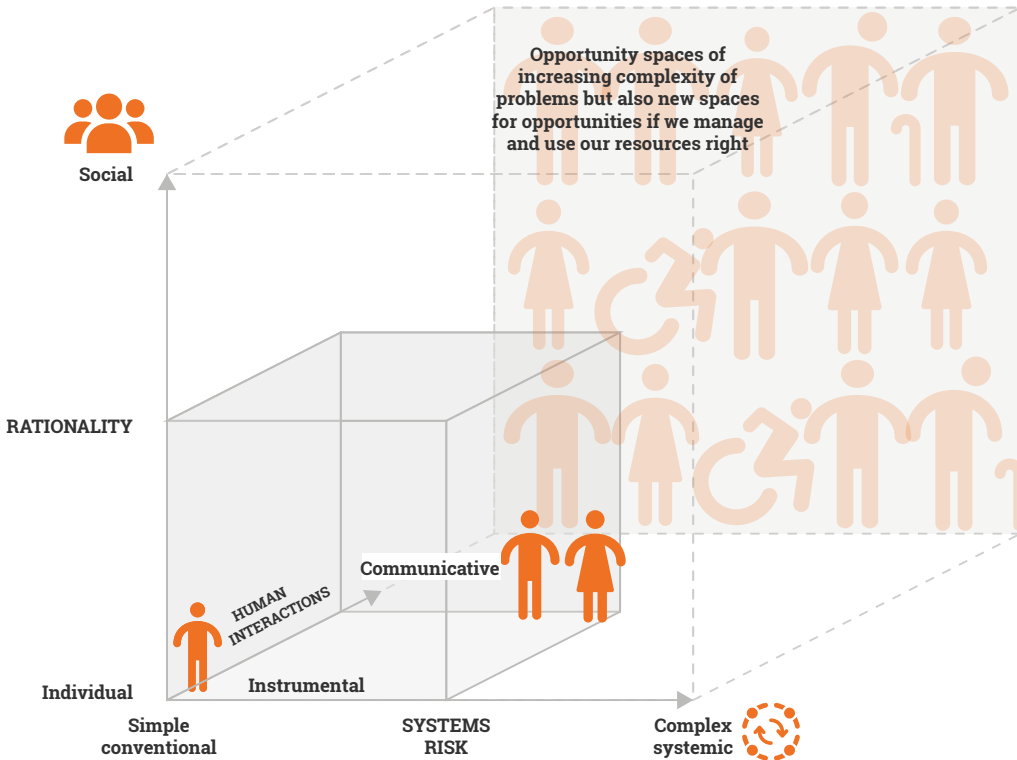 Opportunity spaces of
increasing complexity of
problems but also new spaces
for opportunities if we manage
and use our resources right
Social
RATIONALITY
Communicative
HUMAN
INTERACTIONS
Individual
Instrumental
Simple
conventional
SYSTEMS
RISK
Complex
systemic